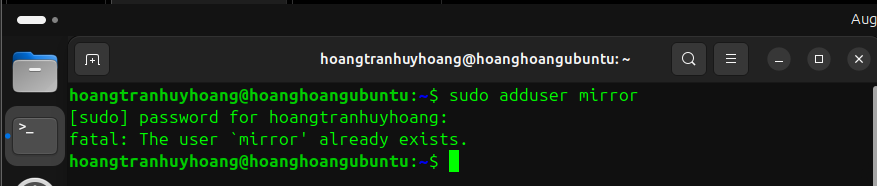 Aug
hoangtranhuyhoang@hoanghoangubuntu: ~
hoangtranhuyhoang@hoanghoangubuntu:~$ sudo adduser mirror
[sudo] password for hoangtranhuyhoang:
fatal: The user `mirror' already exists.
hoangtranhuyhoang@hoanghoangubuntu:~$